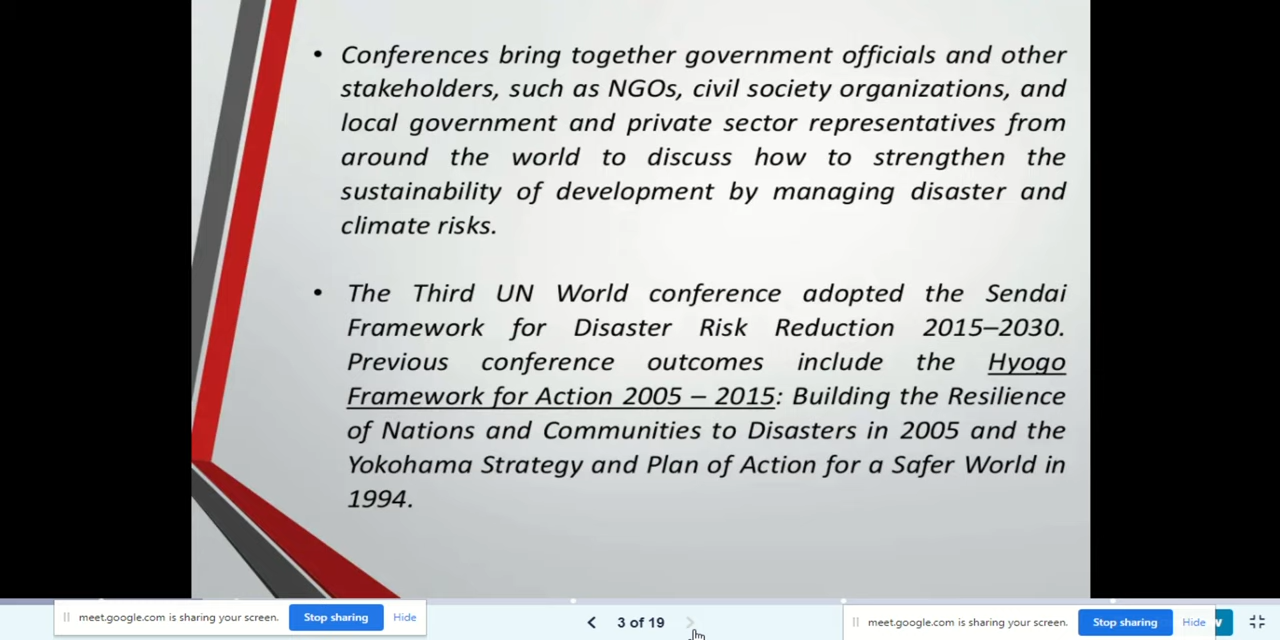 • Conferences bring together government officials and other
stakeholders, such as NGOs, civil society organizations, and
local government and private sector representatives from
around the world to discuss how to strengthen the
sustainability of development by managing disaster and
climate risks.
• The Third UN World conference adopted the Sendai
Framework for Disaster Risk Reduction 2015–2030.
Previous conference outcomes include the Hyogo
Framework for Action 2005 – 2015: Building the Resilience
of Nations and Communities to Disasters in 2005 and the
Yokohama Strategy and Plan of Action for a Safer World in
1994.
meet.google.com is sharing your screen. Stop sharing Hide
3 of 19
meet.google.com is sharing your screen. Stop sharing Hide